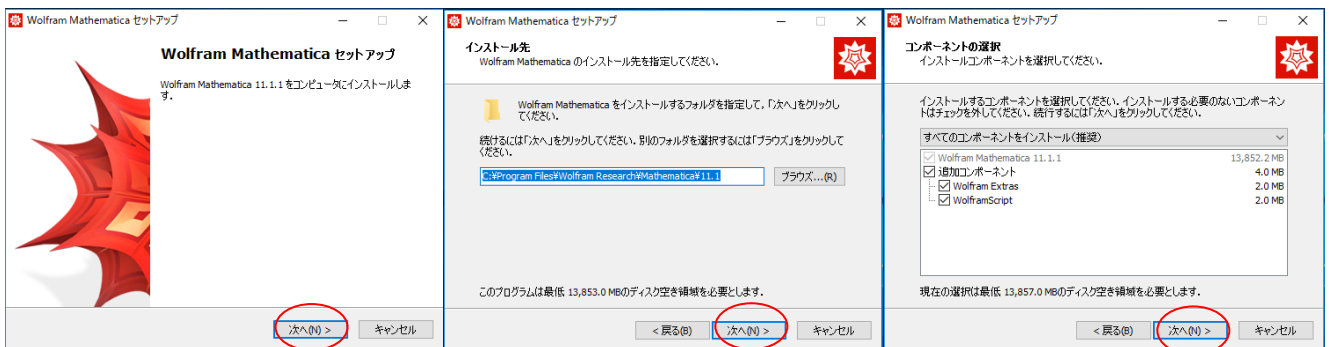 Wolfram Mathematica セットアップ
Wolfram Mathematica セットアップ
Wolfram Mathematica 11.1.1 をコンピュータにインストールしま
す.
次へ(N) >
キャンセル
Wolfram Mathematica セットアップ
インストール先
Wolfram Mathematica のインストール先を指定してください.
Wolfram Mathematica をインストールするフォルダを指定して,「次へ」をクリックし
てください.
続けるには「次へ」をクリックしてください. 別のフォルダを選択するには「ブラウズ」をクリックして
ください.
C:¥Program Files¥Wolfram Research¥Mathematica¥11.1
ブラウズ...(R)
このプログラムは最低 13,853.0 MBのディスク空き領域を必要とします.
< 戻る(B)
次へ(N) >
キャンセル
Wolfram Mathematica セットアップ
コンポーネントの選択
インストールコンポーネントを選択してください.
インストールするコンポーネントを選択してください. インストールする必要のないコンポーネン
トはチェックを外してください. 続行するには「次へ」をクリックしてください.
すべてのコンポーネントをインストール(推奨)
Wolfram Mathematica 11.1.1 13,852.2 MB
追加コンポーネント 4.0 MB
Wolfram Extras 2.0 MB
WolframScript 2.0 MB
現在の選択は最低 13,857.0 MBのディスク空き領域を必要とします.
< 戻る(B)
次へ(N) >
キャンセル